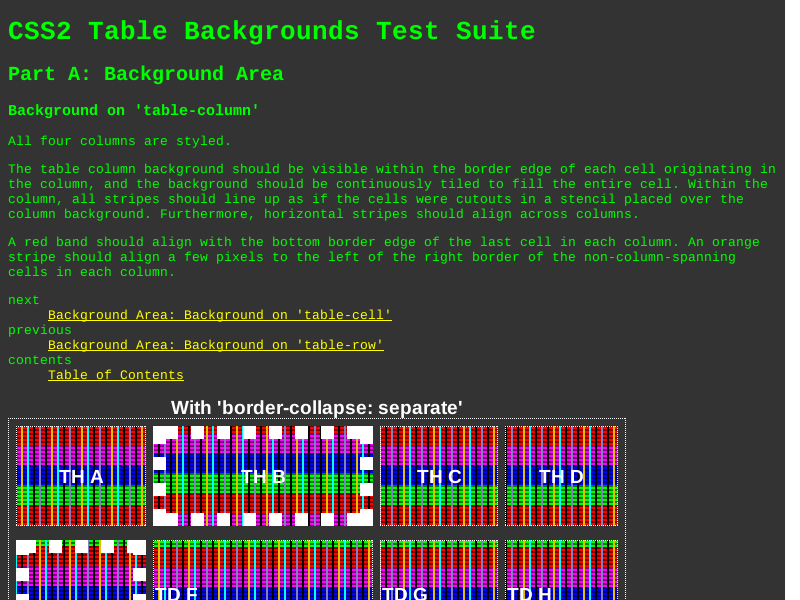 CSS2 Table Backgrounds Test Suite
Part A: Background Area
Background on 'table-column'
All four columns are styled.
The table column background should be visible within the border edge of each cell originating in
the column, and the background should be continuously tiled to fill the entire cell. Within the
column, all stripes should line up as if the cells were cutouts in a stencil placed over the
column background. Furthermore, horizontal stripes should align across columns.
A red band should align with the bottom border edge of the last cell in each column. An orange
stripe should align a few pixels to the left of the right border of the non-column-spanning
cells in each column.
next
Background Area: Background on 'table-cell'
previous
Background Area: Background on 'table-row'
contents
Table of Contents
With 'border-collapse: separate'
TH A TH B TH C TH D
TD F TD G TD H